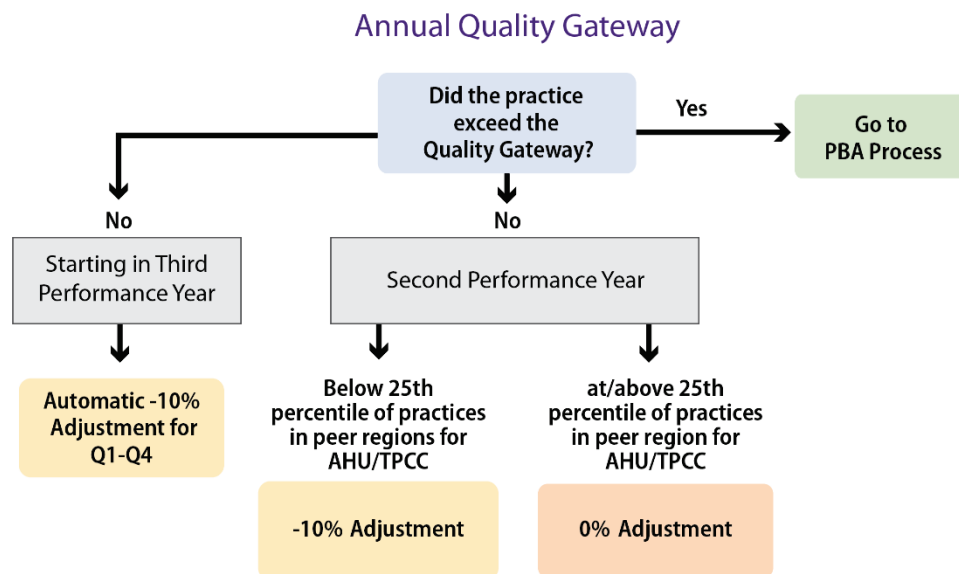 Annual Quality Gateway
Did the practice
exceed the
Quality Gateway?
Yes
Go to
PBA Process
No
No
Starting in Third
Performance Year
Second Performance Year
Automatic -10%
Adjustment for
Q1-Q4
Below 25th
percentile of practices
in peer regions for
AHU/TPCC
at/above 25th
percentile of practices
in peer region for
AHU/TPCC
-10% Adjustment
0% Adjustment